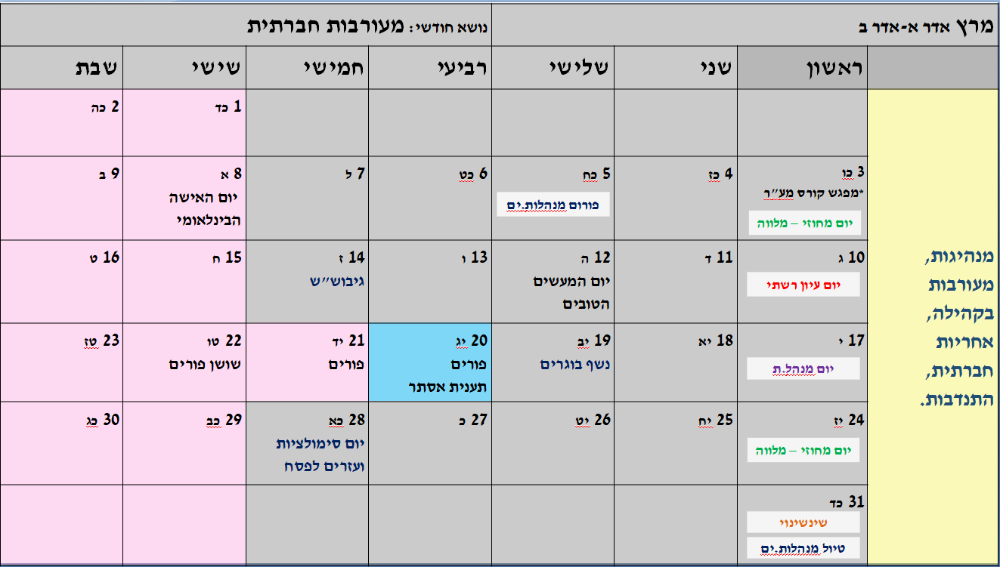 מרץ אדר א-אדר ב
נושא חודשי: מעורבות חברתית
ראשון
שני
שלישי
רביעי
חמישי
שישי
שבת
מנהיגות,
מעורבות
בקהילה,
אחריות
חברתית,
התנדבות.
1 כד
2 כה
3 כו
*מפגש קורס מע״ר
יום מחוזי – מלווה
4 כז
5 כח
פורום מנהלות.ים
6 כט
7 ל
8 א
יום האישה
הבינלאומי
9 ב
10 ג
יום עיון רשתי
11 ד
12 ה
יום המעשים
הטובים
13 ו
14 ז
גיבוש״ש
15 ח
16 ט
17 י
יום מנהל.ת
18 יא
19 יב
נשף בוגרים
20 יג
פורים
תענית אסתר
21 יד
פורים
22 טו
שושן פורים
23 טז
24 יז
יום מחוזי – מלווה
25 יח
26 יט
27 כ
28 כא
יום סימולציות
ועזרים לפסח
29 כב
30 כג
31 כד
שינשינוי
טיול מנהלות.ים